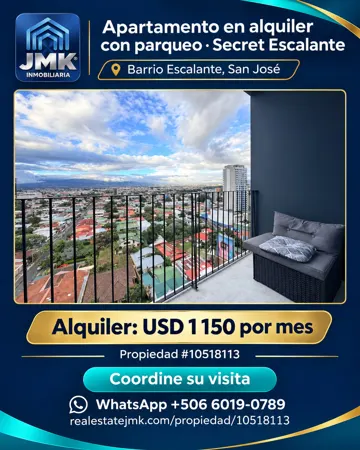 JMK
INMOBILIARIA
Apartamento en alquiler
con parqueo · Secret Escalante
Barrio Escalante, San José
Alquiler: USD 1 150 por mes
Propiedad #10518113
Coordine su visita
WhatsApp +506 6019-0789
realestatejmk.com/propiedad/10518113